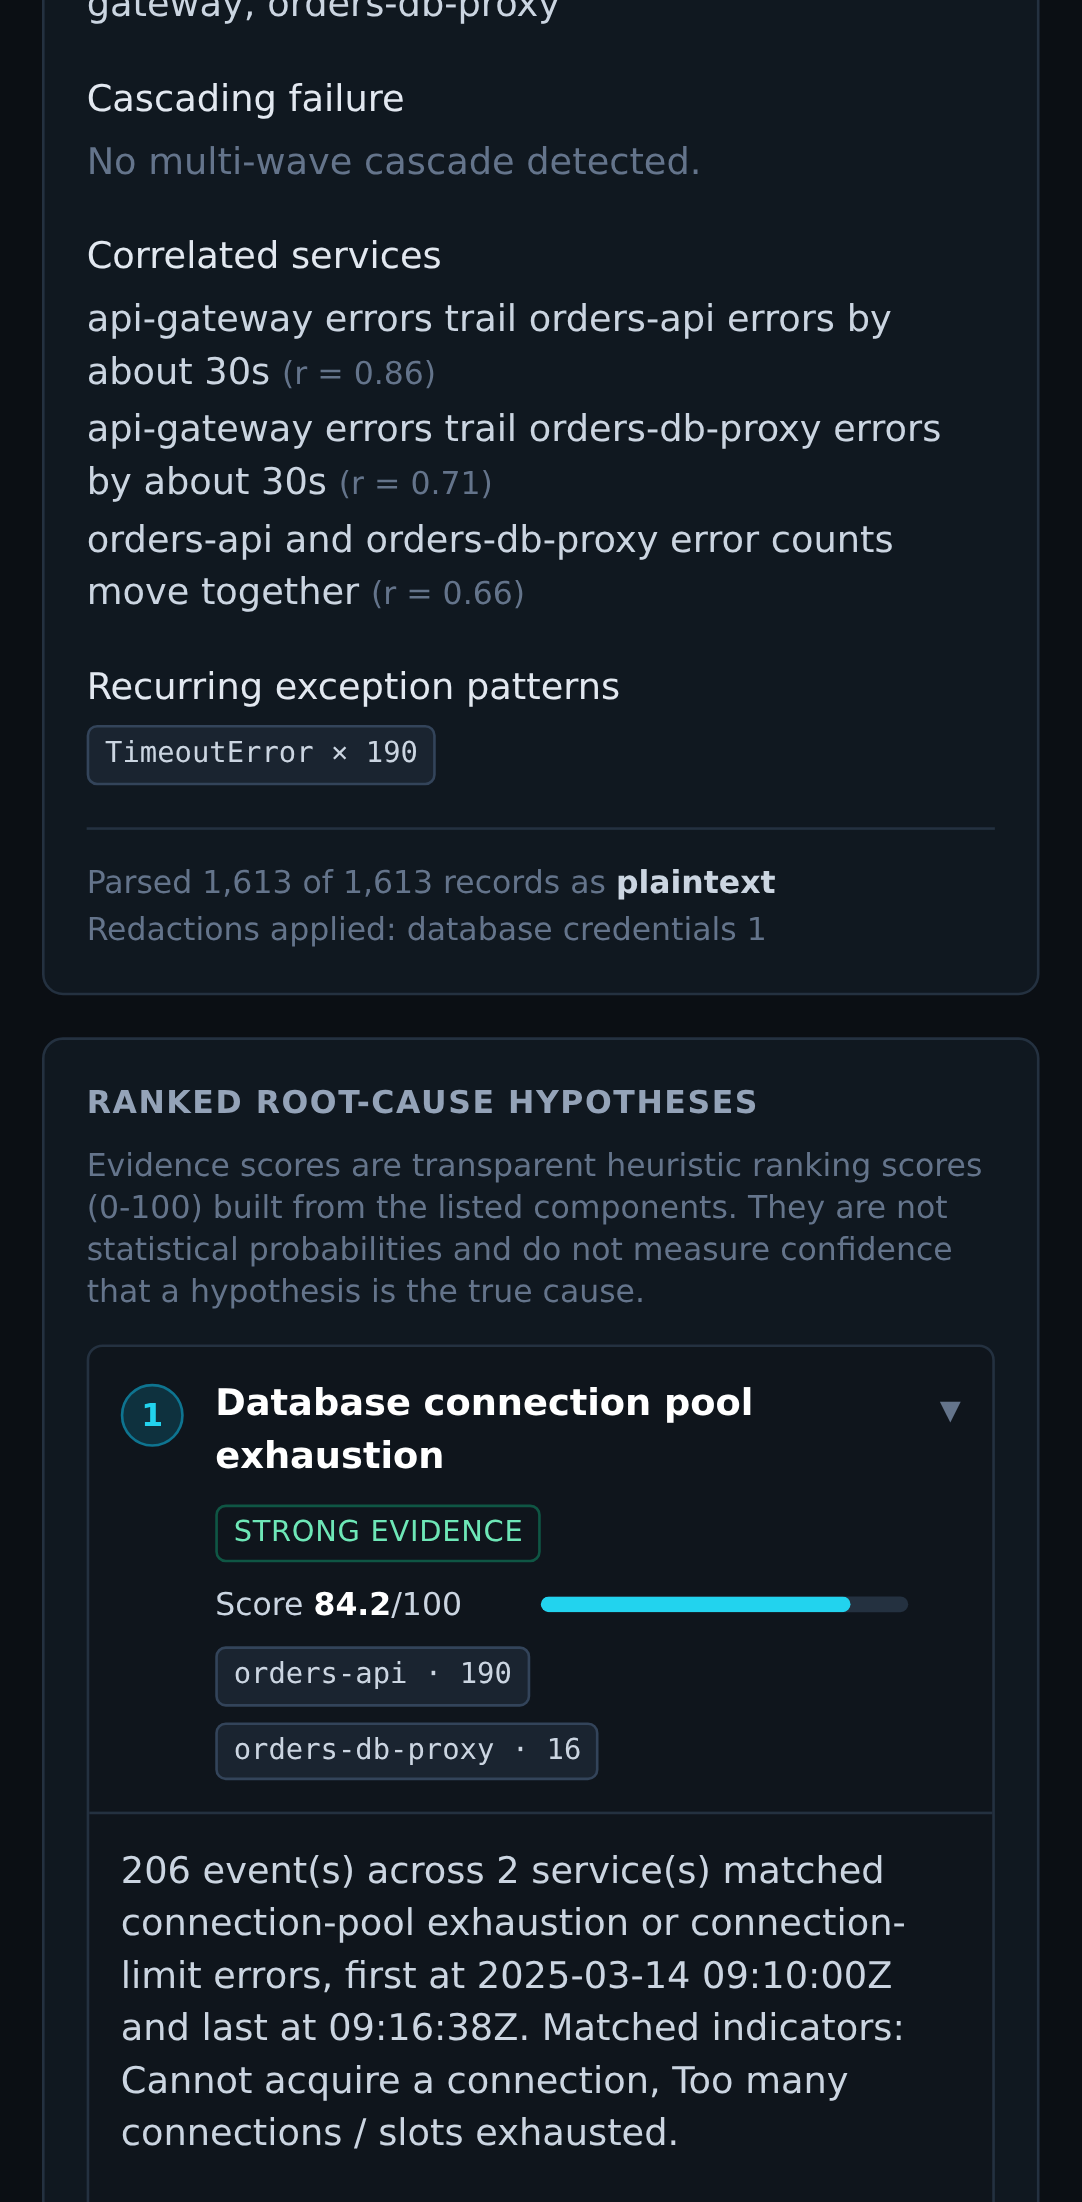 gateway, orders-db-proxy
Cascading failure
No multi-wave cascade detected.
Correlated services
api-gateway errors trail orders-api errors by
about 30s (r = 0.86)
api-gateway errors trail orders-db-proxy errors
by about 30s (r = 0.71)
orders-api and orders-db-proxy error counts
move together (r = 0.66)
Recurring exception patterns
TimeoutError × 190
Parsed 1,613 of 1,613 records as plaintext
Redactions applied: database credentials 1
RANKED ROOT-CAUSE HYPOTHESES
Evidence scores are transparent heuristic ranking scores
(0-100) built from the listed components. They are not
statistical probabilities and do not measure confidence
that a hypothesis is the true cause.
1 Database connection pool
exhaustion
STRONG EVIDENCE
Score 84.2/100
orders-api · 190
orders-db-proxy · 16
206 event(s) across 2 service(s) matched
connection-pool exhaustion or connection-
limit errors, first at 2025-03-14 09:10:00Z
and last at 09:16:38Z. Matched indicators:
Cannot acquire a connection, Too many
connections / slots exhausted.